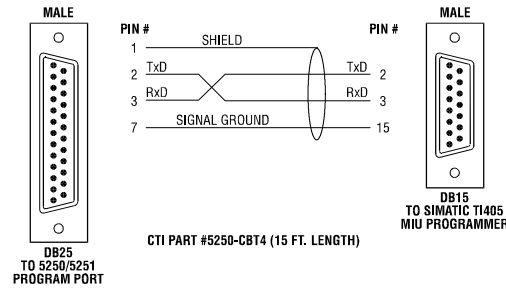 MALE
MALE
PIN #
PIN #
1 SHIELD
2 TxD TxD 2
3 RxD RxD 3
7 SIGNAL GROUND 15
DB15
TO SIMATIC TI405
MIU PROGRAMMER
CTI PART #5250-CBT4 (15 FT. LENGTH)
DB25
TO 5250/5251
PROGRAM PORT